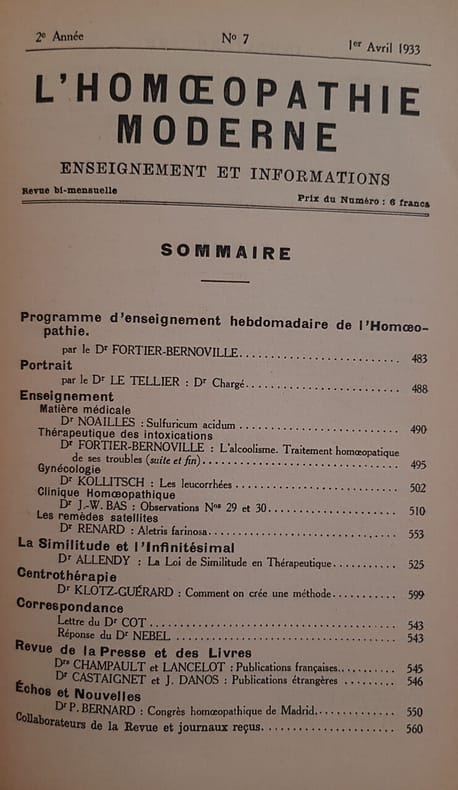 2e Année No 7 1er Avril 1933
L'HOMŒOPATHIE
MODERNE
ENSEIGNEMENT ET INFORMATIONS
Revue bi-mensuelle Prix du Numéro : 6 francs
SOMMAIRE
Programme d'enseignement hebdomadaire de l'Homœo-
pathie.
par le Dr FORTIER-BERNOVILLE........................ 483
Portrait
par le Dr LE TELLIER : Dr Chargé........................ 488
Enseignement
Matière médicale
Dr NOAILLES : Sulfuricum acidum ........................ 490
Thérapeutique des intoxications
Dr FORTIER-BERNOVILLE : L'alcoolisme. Traitement homœopatique
de ses troubles (suite et fin)........................ 495
Gynécologie
Dr KOLLITSCH : Les leucorrhées........................ 502
Clinique Homœopathique
Dr J.-W. BAS : Observations Nos 29 et 30.................... 510
Les remèdes satellites
Dr RENARD : Aletris farinosa........................ 553
La Similitude et l'Infinitésimal
Dr ALLENDY : La Loi de Similitude en Thérapeutique............ 525
Centrothérapie
Dr KLOTZ-GUÉRARD : Comment on crée une méthode............ 599
Correspondance
Lettre du Dr COT ........................ 543
Réponse du Dr NEBEL ........................ 543
Revue de la Presse et des Livres
Drs CHAMPAULT et LANCELOT : Publications françaises.......... 545
Dr CASTAIGNET et J. DANOS : Publications étrangères .......... 546
Échos et Nouvelles
Dr P. BERNARD : Congrès homœopathique de Madrid............ 550
Collaborateurs de la Revue et journaux reçus.................... 560